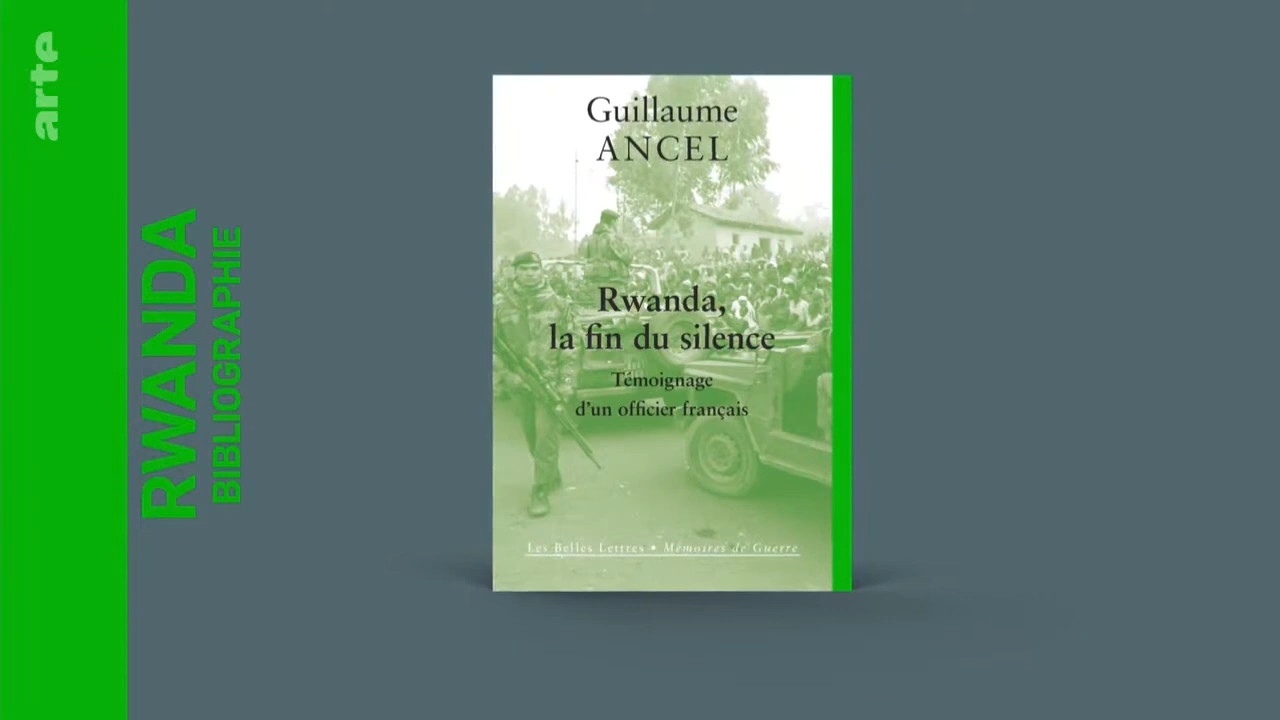 arte
RWANDA
BIBLIOGRAPHIE
Guillaume
ANCEL
Rwanda,
la fin du silence
Témoignage
d'un officier français
Les Belles Lettres • Mémoires de Guerre